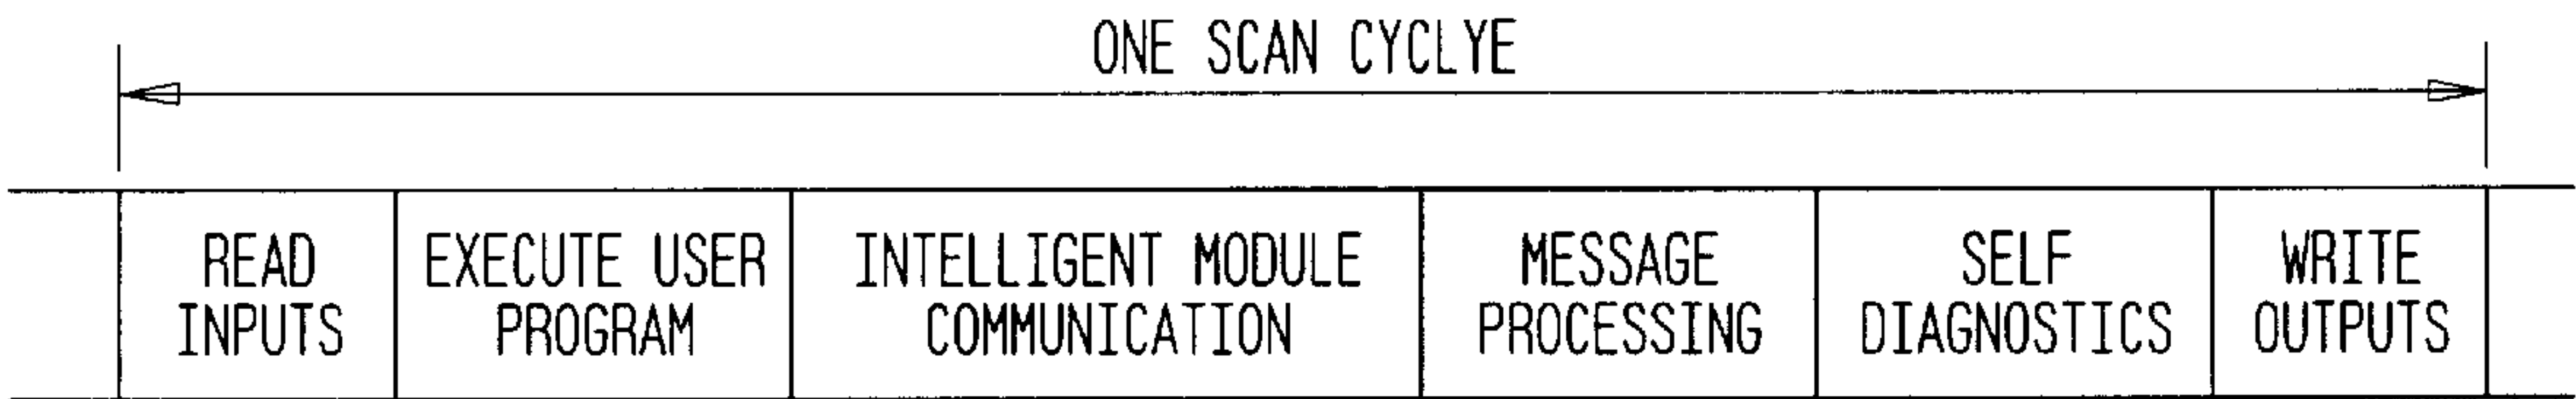 ONE SCAN CYCLYE
READ
INPUTS
EXECUTE USER
PROGRAM
INTELLIGENT MODULE
COMMUNICATION
MESSAGE
PROCESSING
SELF
DIAGNOSTICS
WRITE
OUTPUTS